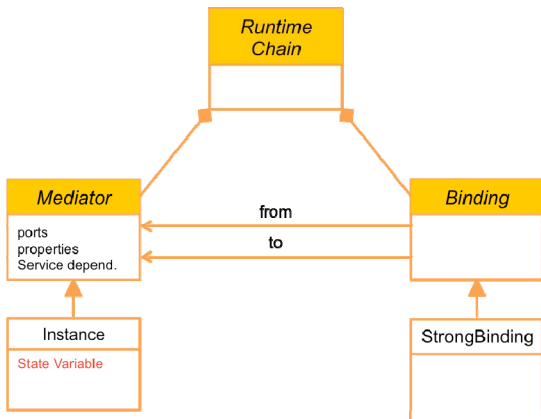 Runtime
Chain
Mediator
Binding
ports
properties
Service depend.
from
to
Instance
State Variable
StrongBinding